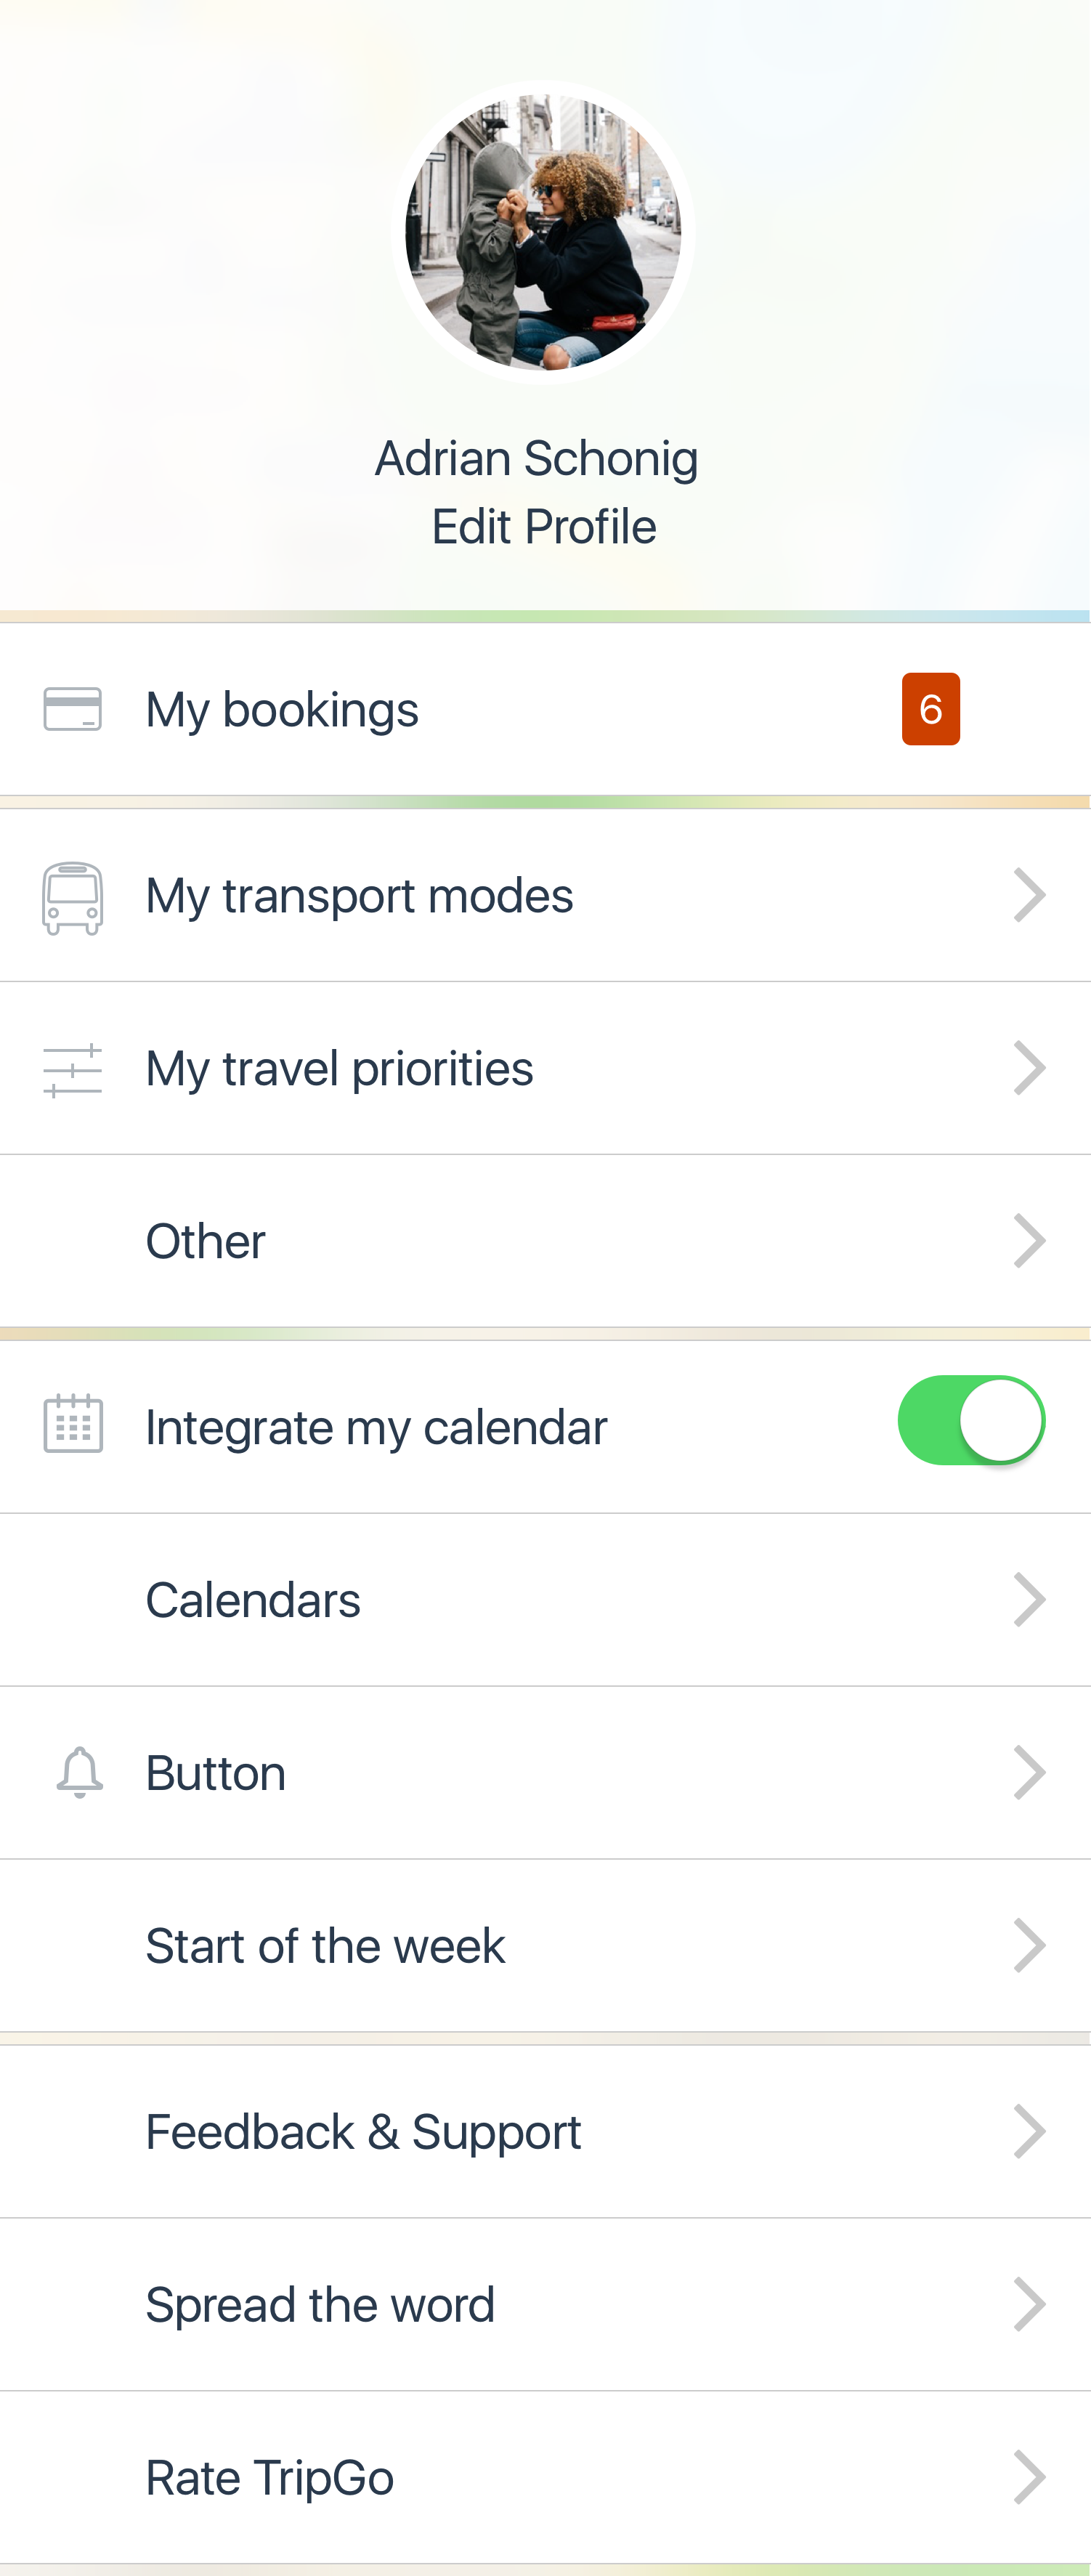 Adrian Schonig
Edit Profile
My bookings
6
My transport modes
My travel priorities
Other
Integrate my calendar
Calendars
Button
Start of the week
Feedback & Support
Spread the word
Rate TripGo